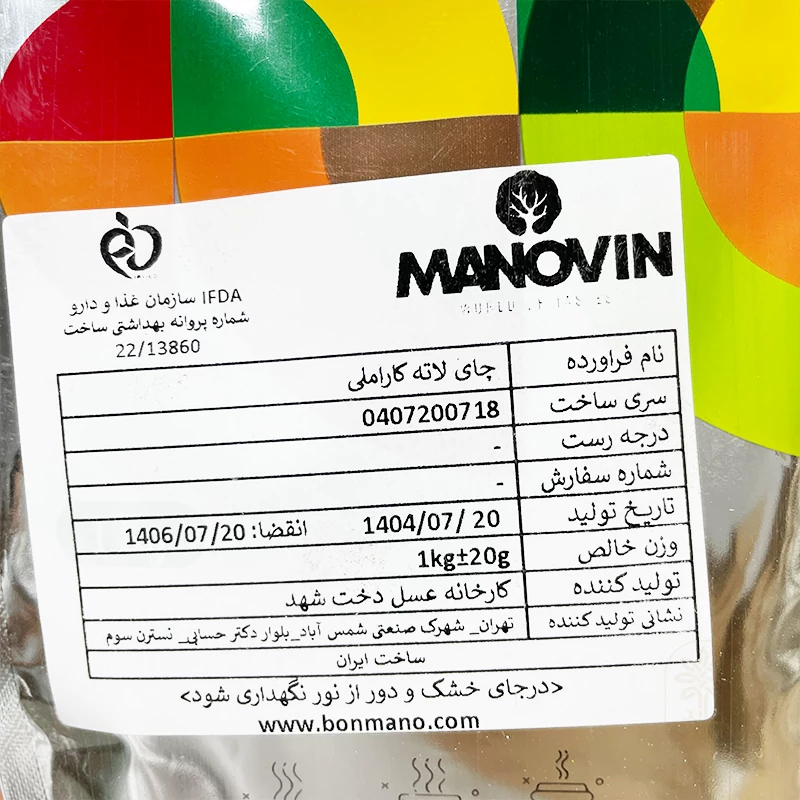 IFDA سازمان غذا و دارو
شماره پروانه بهداشتی ساخت
22/13860
MANOVIN
نام فراورده چای لاته کاراملی
سری ساخت 0407200718
درجه رست -
شماره سفارش -
تاریخ تولید 1404/07/ 20 انقضا: 1406/07/20
وزن خالص 1kg±20g
تولید کننده کارخانه عسل دخت شهد
نشانی تولید کننده تهران_ شهرک صنعتی شمس آباد_بلوار دکتر حسابی_ نسترن سوم
ساخت ایران
<درجای خشک و دور از نور نگهداری شود>
www.bonmano.com